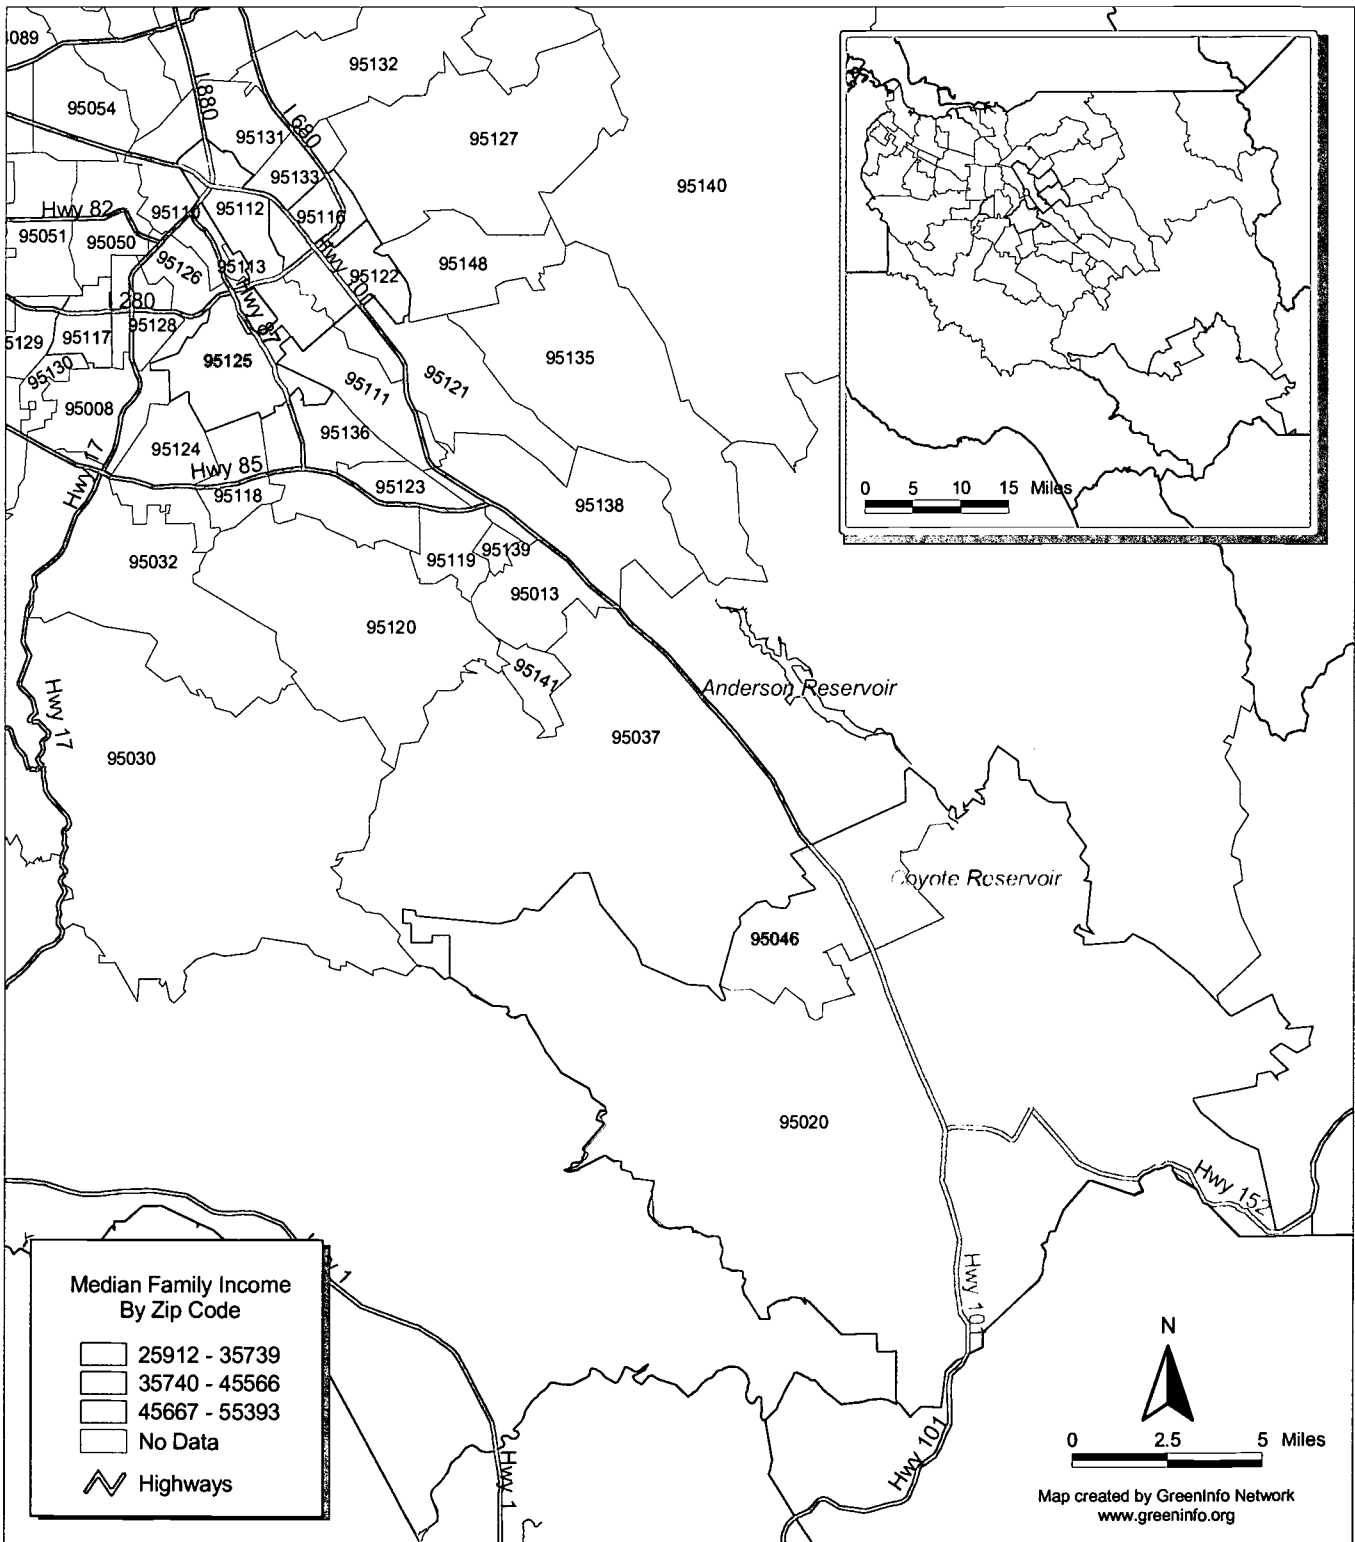 4089
95132
95054
I 880
I 680
95131
95127
95133
95140
Hwy 82
95110
95112
95116
95051
95050
95126
95113
95122
95148
I 280
Hwy 87
95128
95129
95117
95125
95135
95130
95111
95121
95008
95136
95124
Hwy 17
Hwy 85
95118
95123
95138
95032
95119
95139
95013
95120
95141
Anderson Reservoir
Hwy 17
95037
95030
Coyote Reservoir
95046
95020
Hwy 152
Hwy 101
Hwy 101
Hwy 1
0 5 10 15 Miles
Median Family Income
By Zip Code
25912 - 35739
35740 - 45566
45667 - 55393
No Data
Highways
N
0 2.5 5 Miles
Map created by GreenInfo Network
www.greeninfo.org